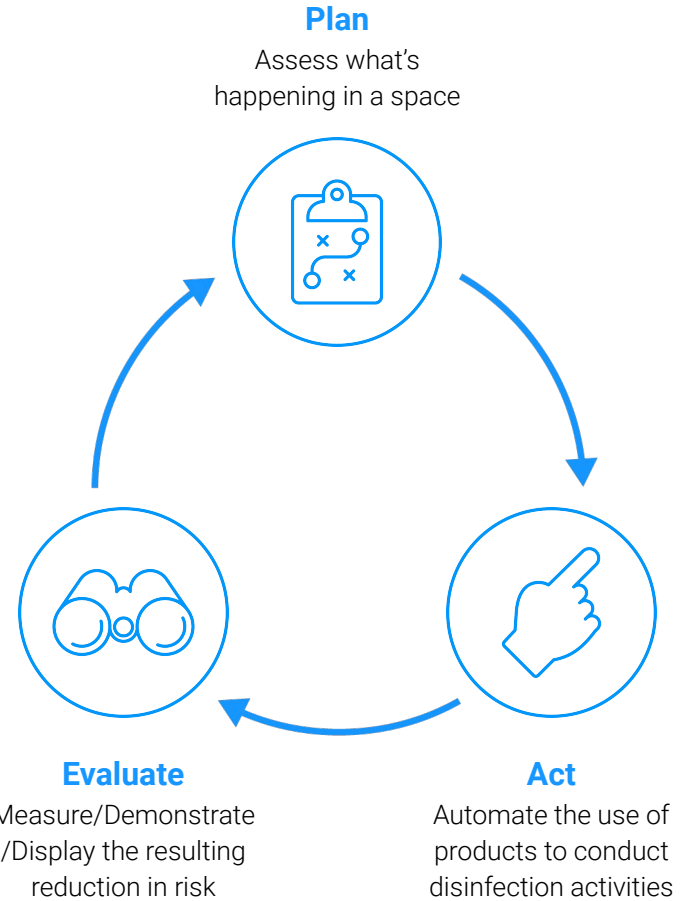 Plan
Assess what’s
happening in a space
Evaluate
Measure/Demonstrate
/Display the resulting
reduction in risk
Act
Automate the use of
products to conduct
disinfection activities